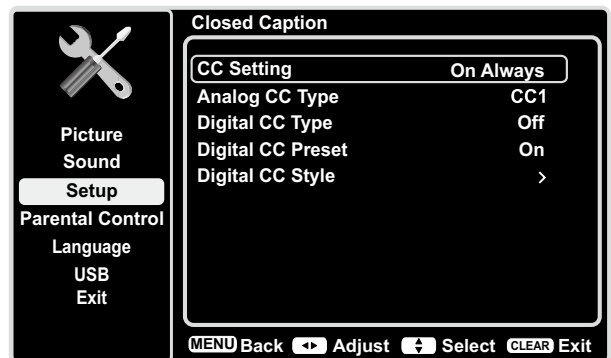 Closed Caption
CC Setting On Always
Analog CC Type CC1
Digital CC Type Off
Digital CC Preset On
Digital CC Style >
Picture
Sound
Setup
Parental Control
Language
USB
Exit
MENU Back Adjust Select CLEAR Exit